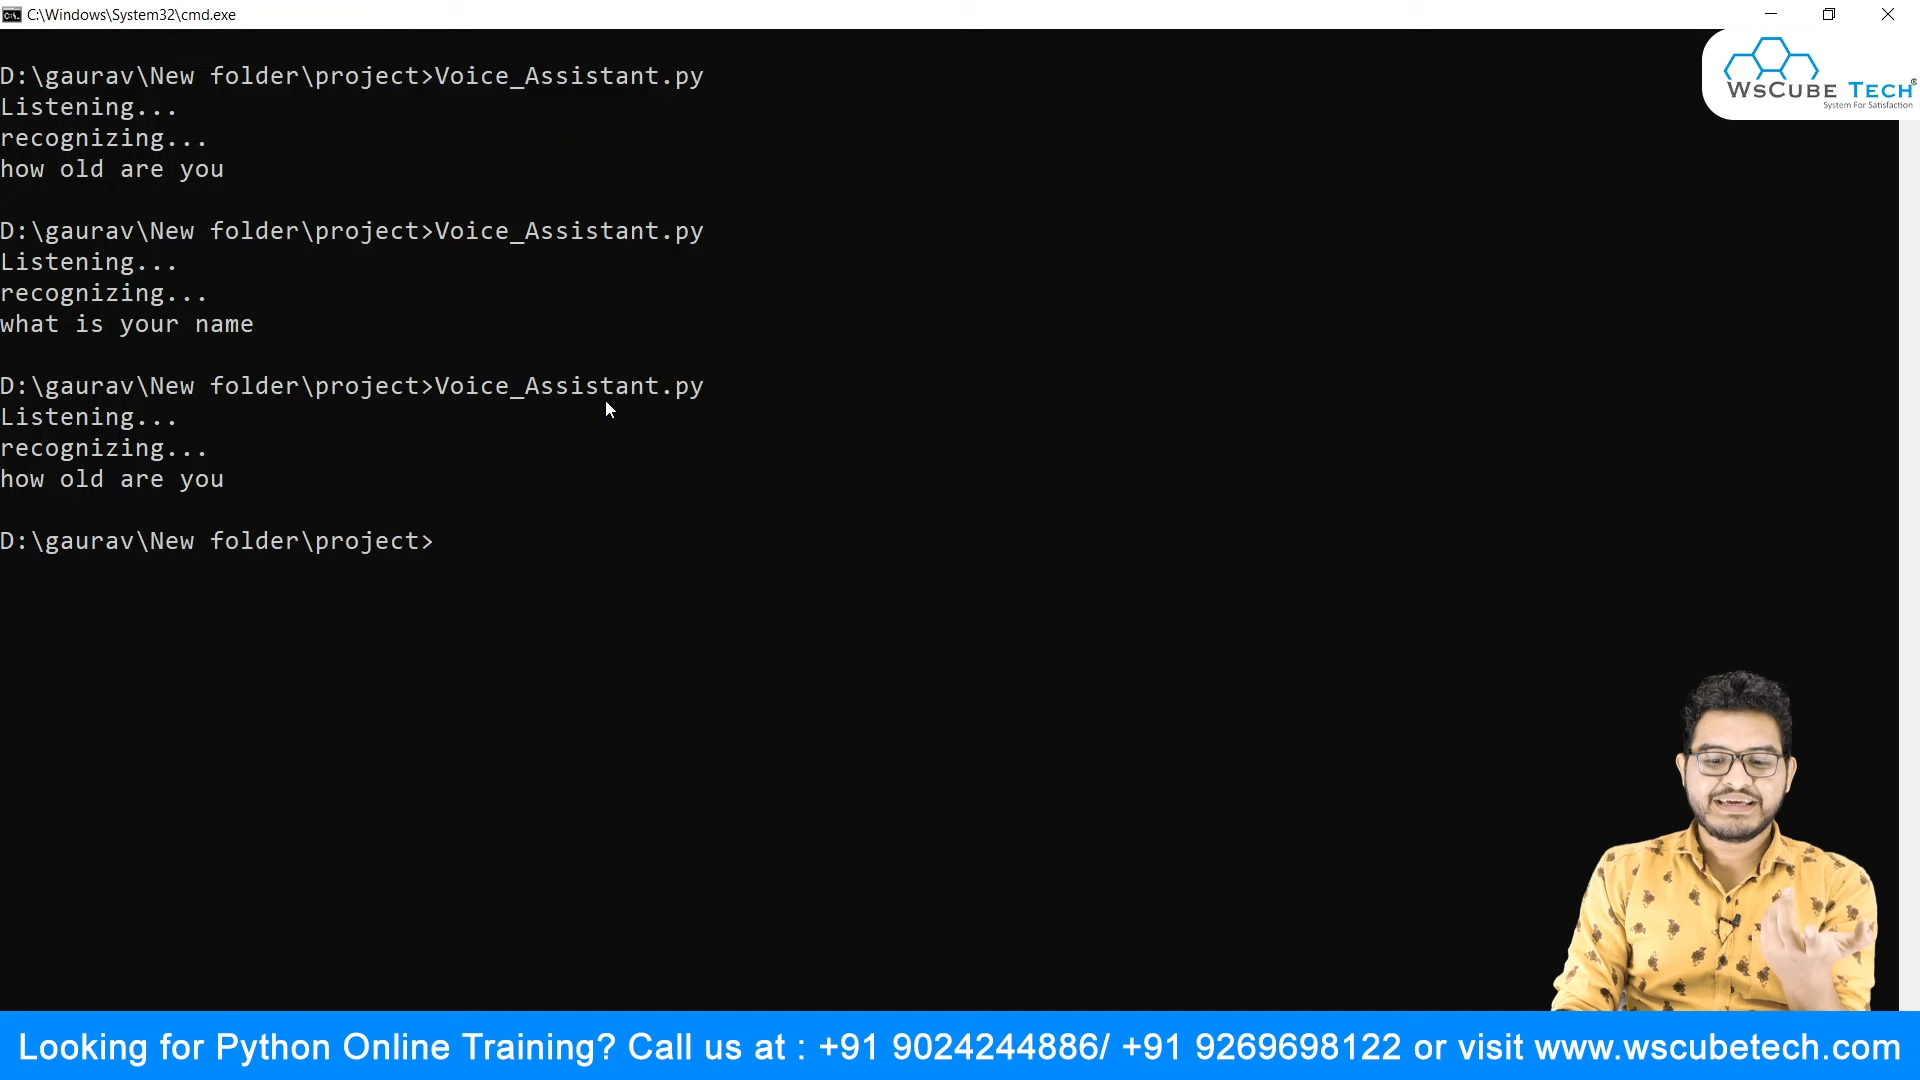 C:\Windows\System32\cmd.exe
D:\gaurav\New folder\project>Voice_Assistant.py
Listening...
recognizing...
how old are you
D:\gaurav\New folder\project>Voice_Assistant.py
Listening...
recognizing...
what is your name
D:\gaurav\New folder\project>Voice_Assistant.py
Listening...
recognizing...
how old are you
D:\gaurav\New folder\project>
WsCube Tech®
System For Satisfaction
Looking for Python Online Training? Call us at : +91 9024244886/ +91 9269698122 or visit www.wscubetech.com